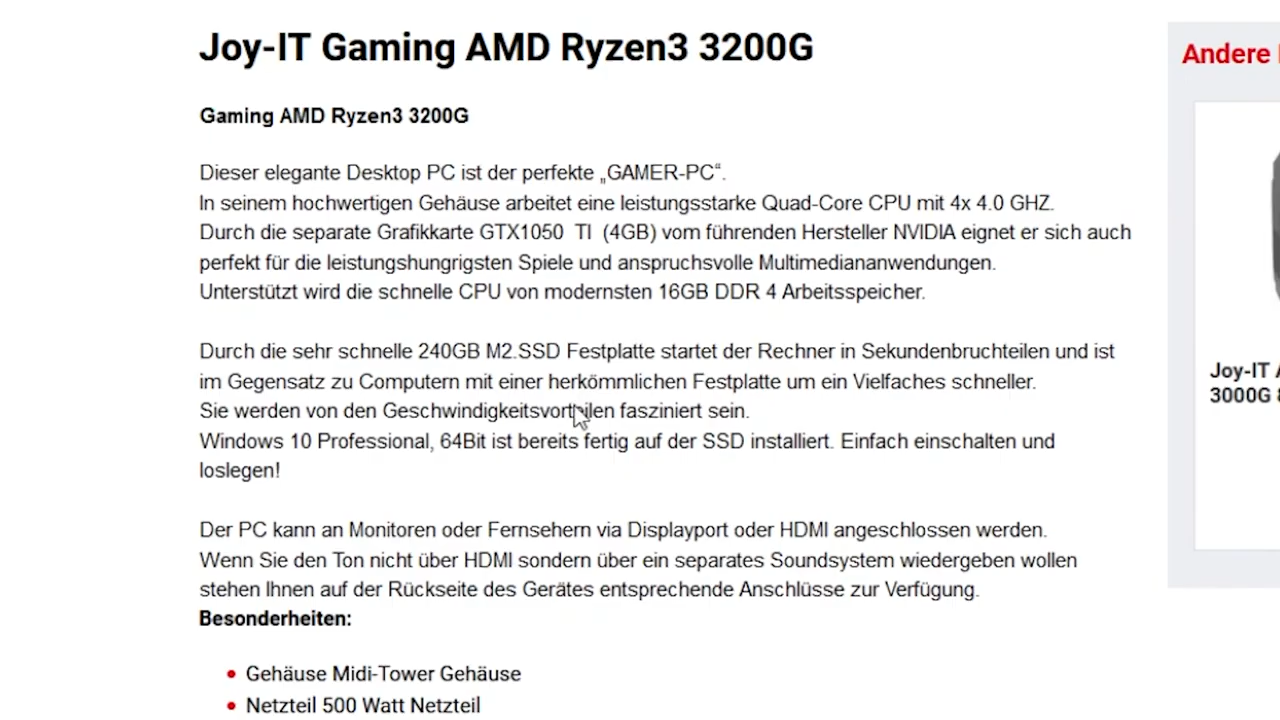 Joy-IT Gaming AMD Ryzen3 3200G
Gaming AMD Ryzen3 3200G
Dieser elegante Desktop PC ist der perfekte „GAMER-PC“.
In seinem hochwertigen Gehäuse arbeitet eine leistungsstarke Quad-Core CPU mit 4x 4.0 GHZ.
Durch die separate Grafikkarte GTX1050  TI  (4GB) vom führenden Hersteller NVIDIA eignet er sich auch
perfekt für die leistungshungrigsten Spiele und anspruchsvolle Multimediananwendungen.
Unterstützt wird die schnelle CPU von modernsten 16GB DDR 4 Arbeitsspeicher.
Durch die sehr schnelle 240GB M2.SSD Festplatte startet der Rechner in Sekundenbruchteilen und ist
im Gegensatz zu Computern mit einer herkömmlichen Festplatte um ein Vielfaches schneller.
Sie werden von den Geschwindigkeitsvorteilen fasziniert sein.
Windows 10 Professional, 64Bit ist bereits fertig auf der SSD installiert. Einfach einschalten und
loslegen!
Der PC kann an Monitoren oder Fernsehern via Displayport oder HDMI angeschlossen werden.
Wenn Sie den Ton nicht über HDMI sondern über ein separates Soundsystem wiedergeben wollen
stehen Ihnen auf der Rückseite des Gerätes entsprechende Anschlüsse zur Verfügung.
Besonderheiten:
Gehäuse Midi-Tower Gehäuse
Netzteil 500 Watt Netzteil
Andere
Joy-IT
3000G